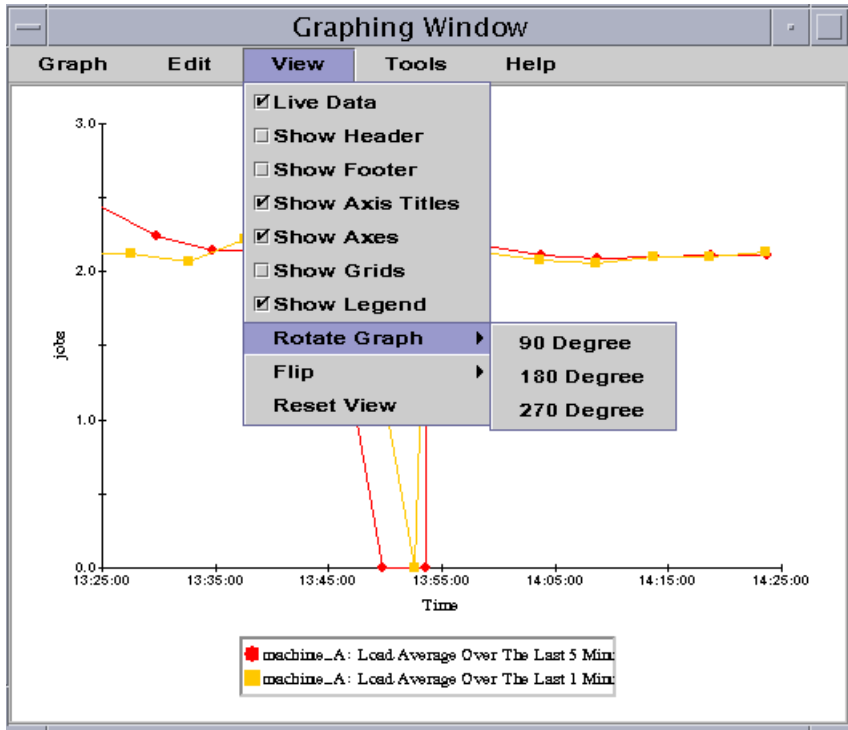 Graphing Window
Graph Edit View Tools Help
Live Data
Show Header
Show Footer
Show Axis Titles
Show Axes
Show Grids
Show Legend
Rotate Graph
Flip
Reset View
90 Degree
180 Degree
270 Degree
3.0
2.0
1.0
0.0
jobs
13:25:00 13:35:00 13:45:00 13:55:00 14:05:00 14:15:00 14:25:00
Time
machine_A: Load Average Over The Last 5 Min
machine_A: Load Average Over The Last 1 Min